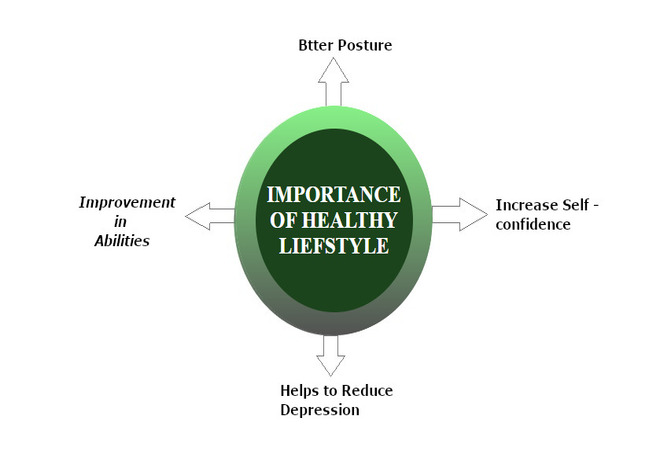 Btter Posture
IMPORTANCE
OF HEALTHY
LIEFSTYLE
Improvement
in
Abilities
Increase Self -
confidence
Helps to Reduce
Depression